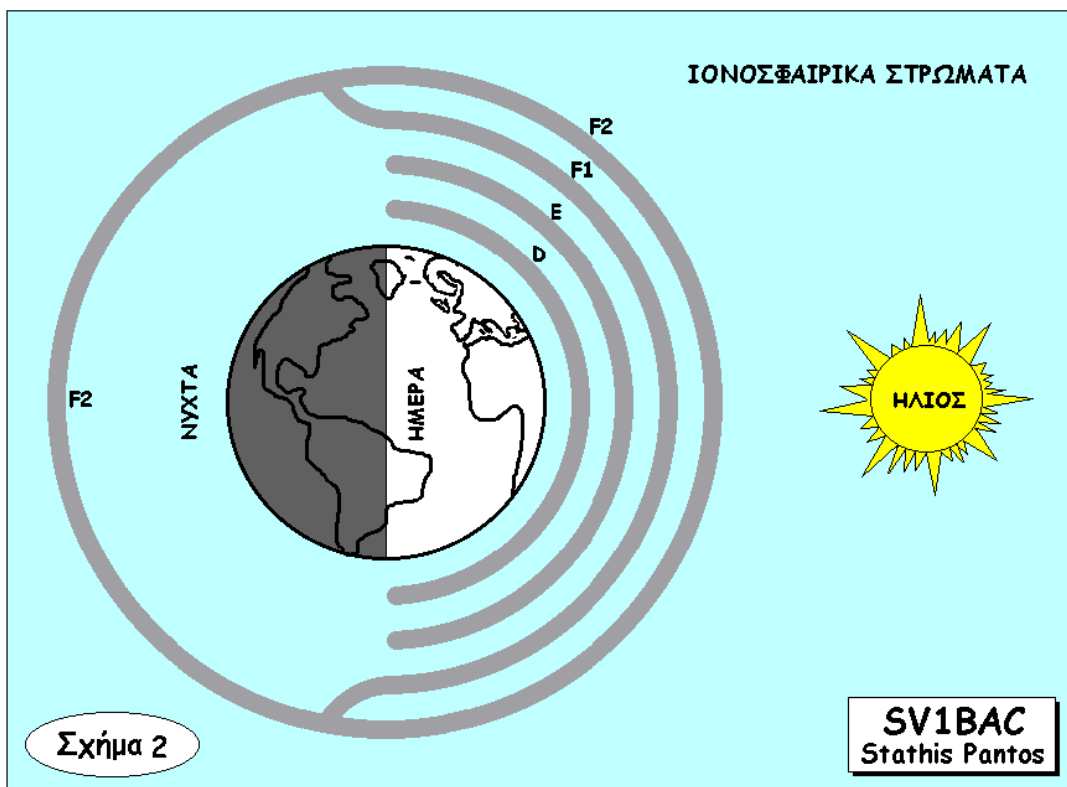 ΙΟΝΟΣΦΑΙΡΙΚΑ ΣΤΡΩΜΑΤΑ
F2
F1
E
D
F2
ΝΥΧΤΑ
ΗΜΕΡΑ
ΗΛΙΟΣ
Σχήμα 2
SV1BAC
Stathis Pantos